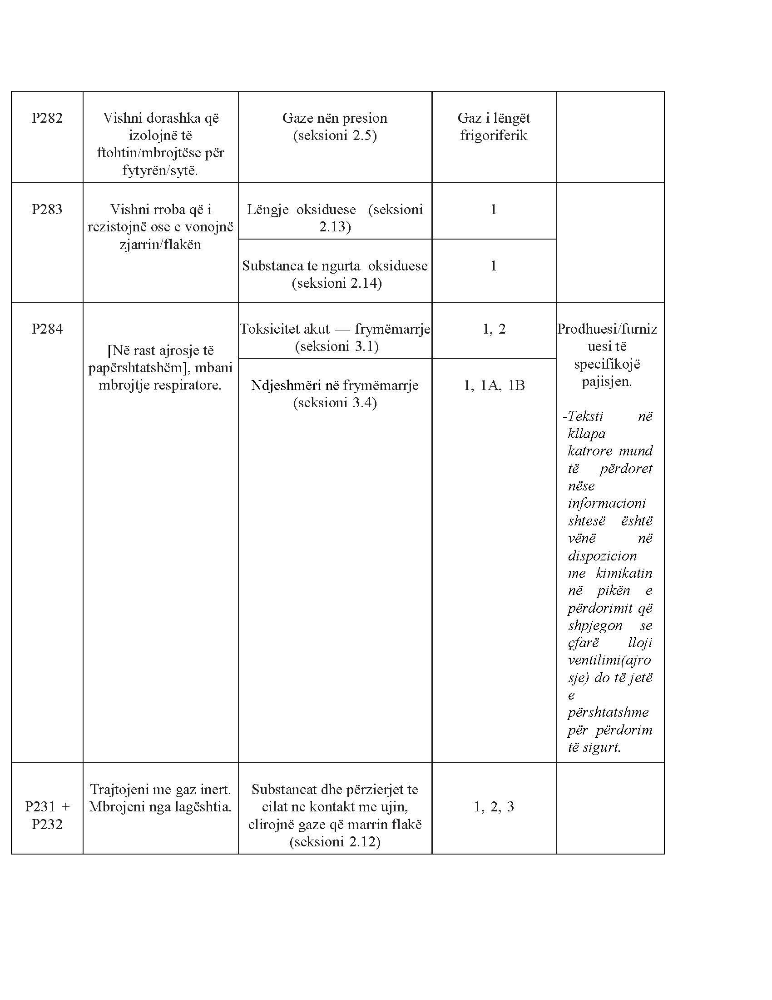 P282
Vishni dorashka që
izolojnë të
ftohtin/mbrojtëse për
fytyrën/sytë.
Gaze nën presion
(seksioni 2.5)
Gaz i lëngët
frigoriferik
P283
Vishni rroba që i
rezistojnë ose e vonojnë
zjarrin/flakën
Lëngje oksiduese (seksioni
2.13)
1
Substanca te ngurta oksiduese
(seksioni 2.14)
1
P284
[Në rast ajrosje të
papërshtatshëm], mbani
mbrojtje respiratore.
Toksicitet akut — frymëmarrje
(seksioni 3.1)
1, 2
Ndjeshmëri në frymëmarrje
(seksioni 3.4)
1, 1A, 1B
Prodhuesi/furniz
uesi të
specifikojë
pajisjen.
-Teksti në
kllapa
katrore mund
të përdoret
nëse
informacioni
shtesë është
vënë në
dispozicion
me kimikatin
në pikën e
përdorimit që
shpjegon se
çfarë lloji
ventilimi(ajro
sje) do të jetë
e
përshtatshme
për përdorim
të sigurt.
P231 +
P232
Trajtojeni me gaz inert.
Mbrojeni nga lagështia.
Substancat dhe përzierjet te
cilat ne kontakt me ujin,
clirojnë gaze që marrin flakë
(seksioni 2.12)
1, 2, 3